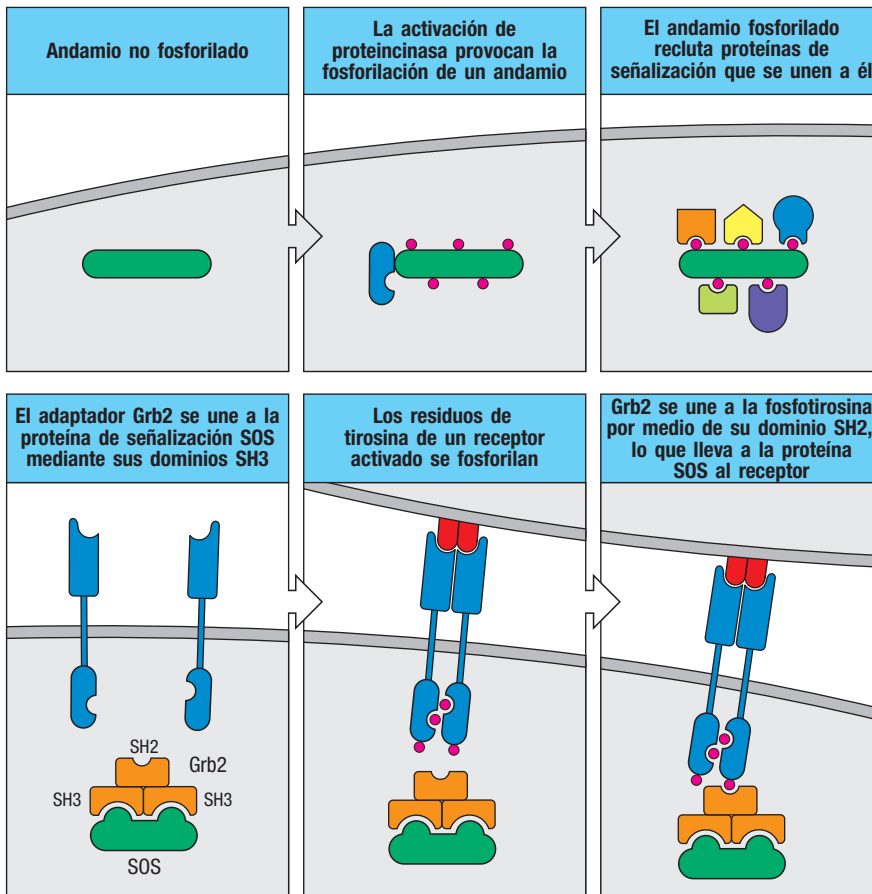 Andamio no fosforilado
La activación de
proteincinasa provocan la
fosforilación de un andamio
El andamio fosforilado
recluta proteínas de
señalización que se unen a él
El adaptador Grb2 se une a la
proteína de señalización SOS
mediante sus dominios SH3
Los residuos de
tirosina de un receptor
activado se fosforilan
Grb2 se une a la fosfotirosina
por medio de su dominio SH2,
lo que lleva a la proteína
SOS al receptor
SH2
Grb2
SH3
SH3
SOS